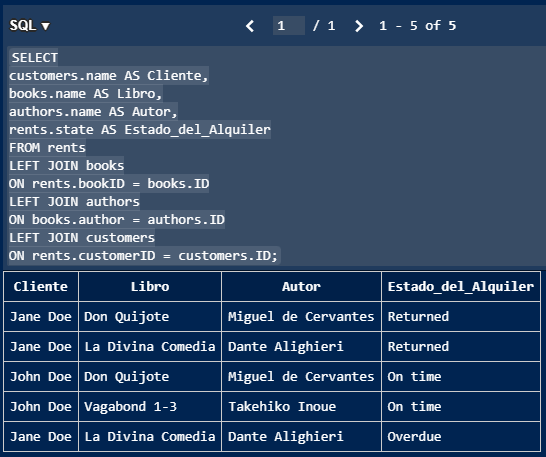 SQL ▼ < 1 / 1 > 1 - 5 of 5
SELECT
customers.name AS Cliente,
books.name AS Libro,
authors.name AS Autor,
rents.state AS Estado_del_Alquiler
FROM rents
LEFT JOIN books
ON rents.bookID = books.ID
LEFT JOIN authors
ON books.author = authors.ID
LEFT JOIN customers
ON rents.customerID = customers.ID;
Cliente Libro Autor Estado_del_Alquiler
Jane Doe Don Quijote Miguel de Cervantes Returned
Jane Doe La Divina Comedia Dante Alighieri Returned
John Doe Don Quijote Miguel de Cervantes On time
John Doe Vagabond 1-3 Takehiko Inoue On time
Jane Doe La Divina Comedia Dante Alighieri Overdue